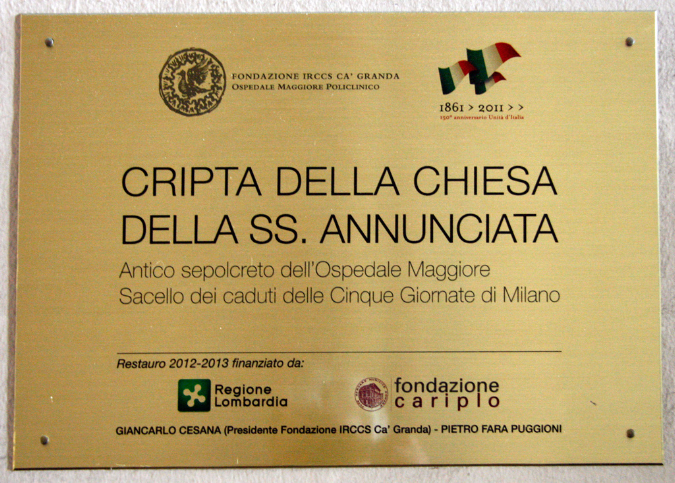 FONDAZIONE IRCCS CA' GRANDA
OSPEDALE MAGGIORE POLICLINICO
1861 > 2011 > >
150° anniversario Unità d'Italia
CRIPTA DELLA CHIESA
DELLA SS. ANNUNCIATA
Antico sepolcreto dell'Ospedale Maggiore
Sacello dei caduti delle Cinque Giornate di Milano
Restauro 2012-2013 finanziato da:
Regione
Lombardia
fondazione
cariplo
GIANCARLO CESANA (Presidente Fondazione IRCCS Ca' Granda) - PIETRO FARA PUGGIONI